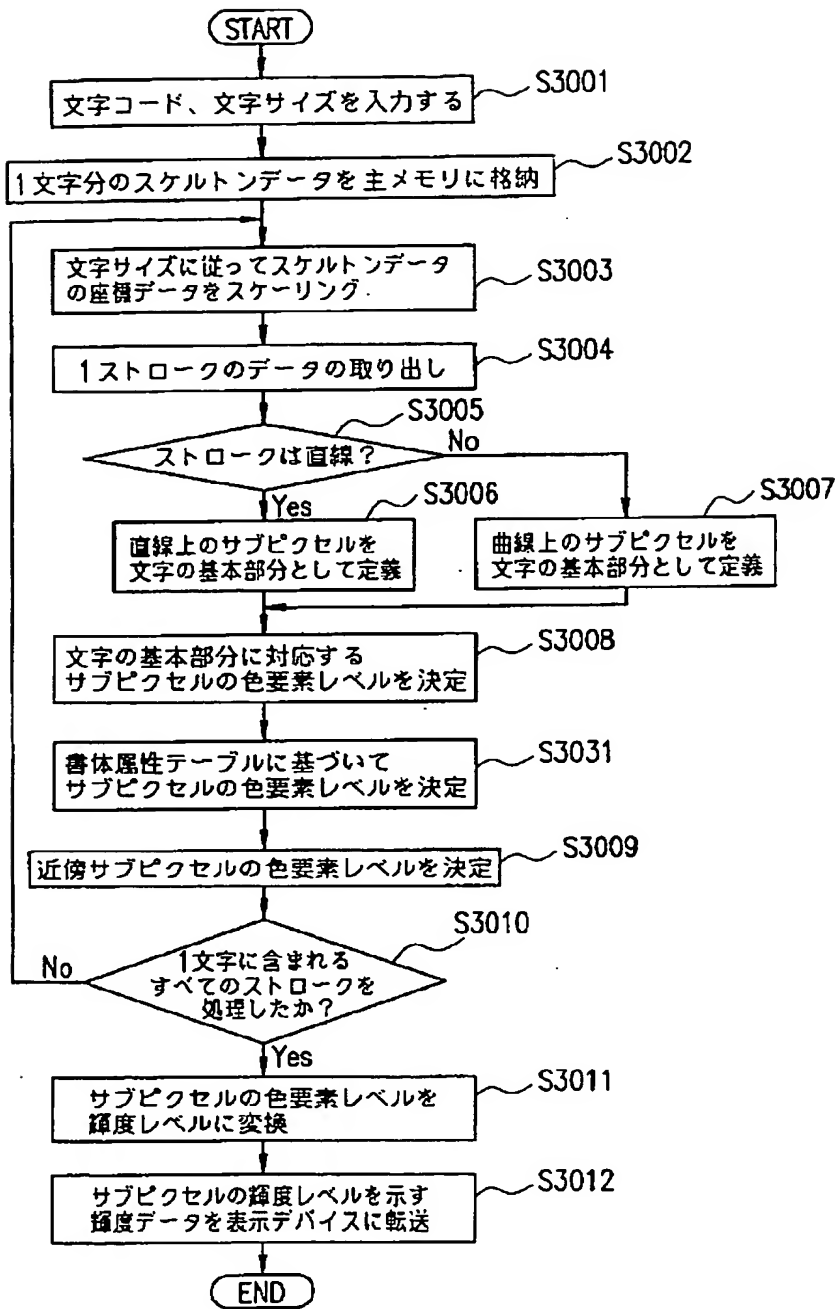 START
S3001
文字コード、文字サイズを入力する
S3002
1文字分のスケルトンデータを主メモリに格納
文字サイズに従ってスケルトンデータ
の座標データをスケーリング
S3003
S3004
1ストロークのデータの取り出し
S3005
ストロークは直線?
No
Yes
S3006
S3007
直線上のサブピクセルを
文字の基本部分として定義
曲線上のサブピクセルを
文字の基本部分として定義
文字の基本部分に対応する
サブピクセルの色要素レベルを決定
S3008
書体属性テーブルに基づいて
サブピクセルの色要素レベルを決定
S3031
近傍サブピクセルの色要素レベルを決定
S3009
S3010
1文字に含まれる
すべてのストロークを
処理したか?
No
Yes
サブピクセルの色要素レベルを
輝度レベルに変換
S3011
サブピクセルの輝度レベルを示す
輝度データを表示デバイスに転送
S3012
END